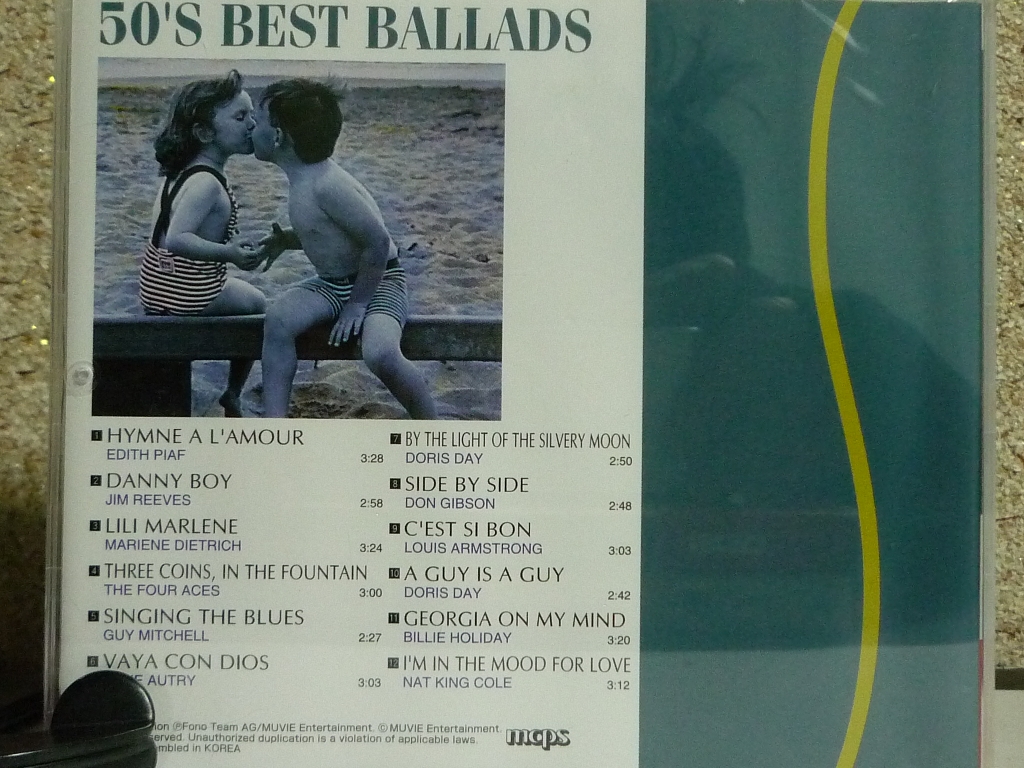 50'S BEST BALLADS
1 HYMNE A L'AMOUR
EDITH PIAF 3:28
2 DANNY BOY
JIM REEVES 2:58
3 LILI MARLENE
MARIENE DIETRICH 3:24
4 THREE COINS, IN THE FOUNTAIN
THE FOUR ACES 3:00
5 SINGING THE BLUES
GUY MITCHELL 2:27
6 VAYA CON DIOS
AUTRY 3:03
7 BY THE LIGHT OF THE SILVERY MOON
DORIS DAY 2:50
8 SIDE BY SIDE
DON GIBSON 2:48
9 C'EST SI BON
LOUIS ARMSTRONG 3:03
10 A GUY IS A GUY
DORIS DAY 2:42
11 GEORGIA ON MY MIND
BILLIE HOLIDAY 3:20
12 I'M IN THE MOOD FOR LOVE
NAT KING COLE 3:12
ⓅFono Team AG/MUVIE Entertainment. ©MUVIE Entertainment.
Unauthorized duplication is a violation of applicable laws.
in KOREA
mcps